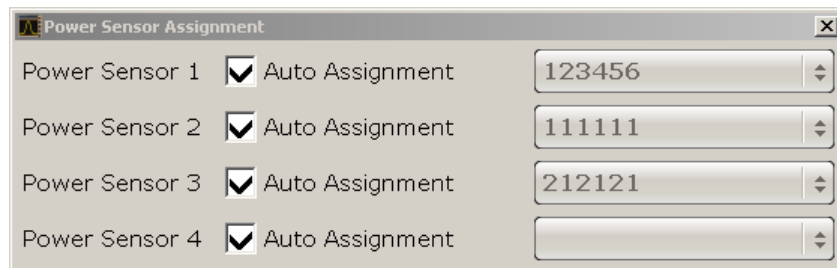 Power Sensor Assignment
Power Sensor 1 Auto Assignment 123456
Power Sensor 2 Auto Assignment 111111
Power Sensor 3 Auto Assignment 212121
Power Sensor 4 Auto Assignment